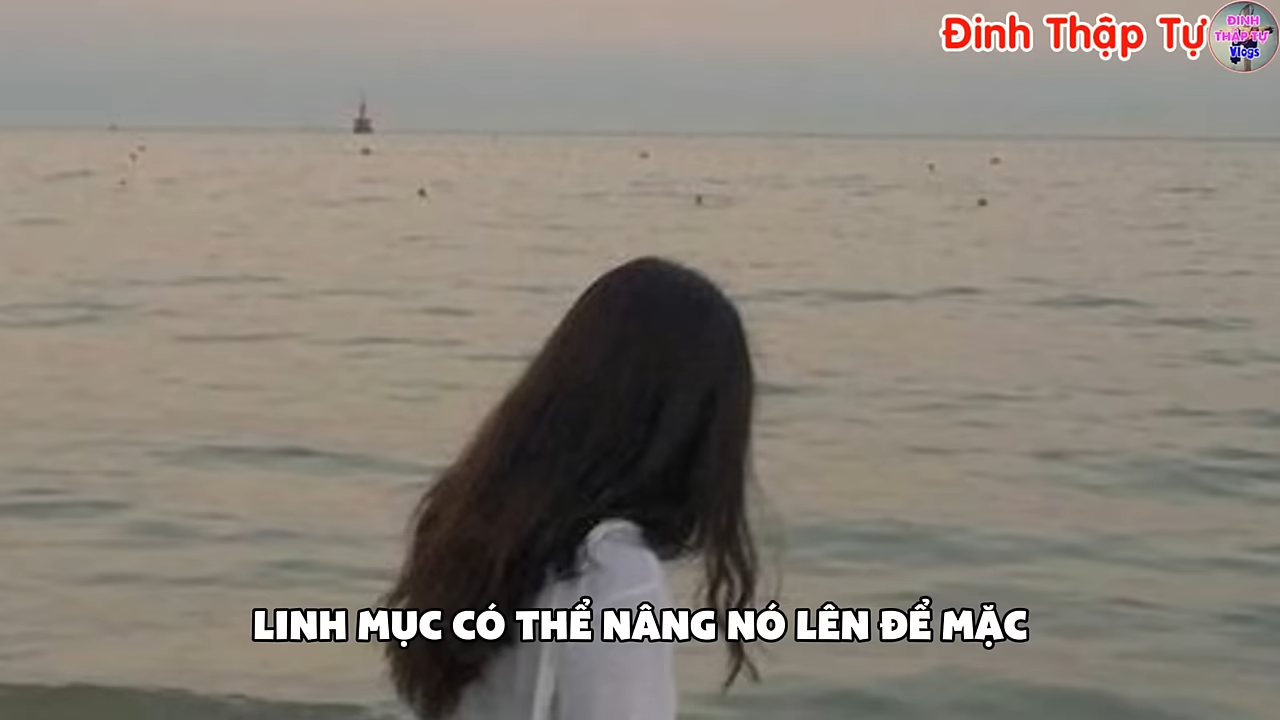 Đinh Thập Tự
ĐINH
THẬP TỰ
Vlogs
LINH MỤC CÓ THỂ NÂNG NÓ LÊN ĐỂ MẶC